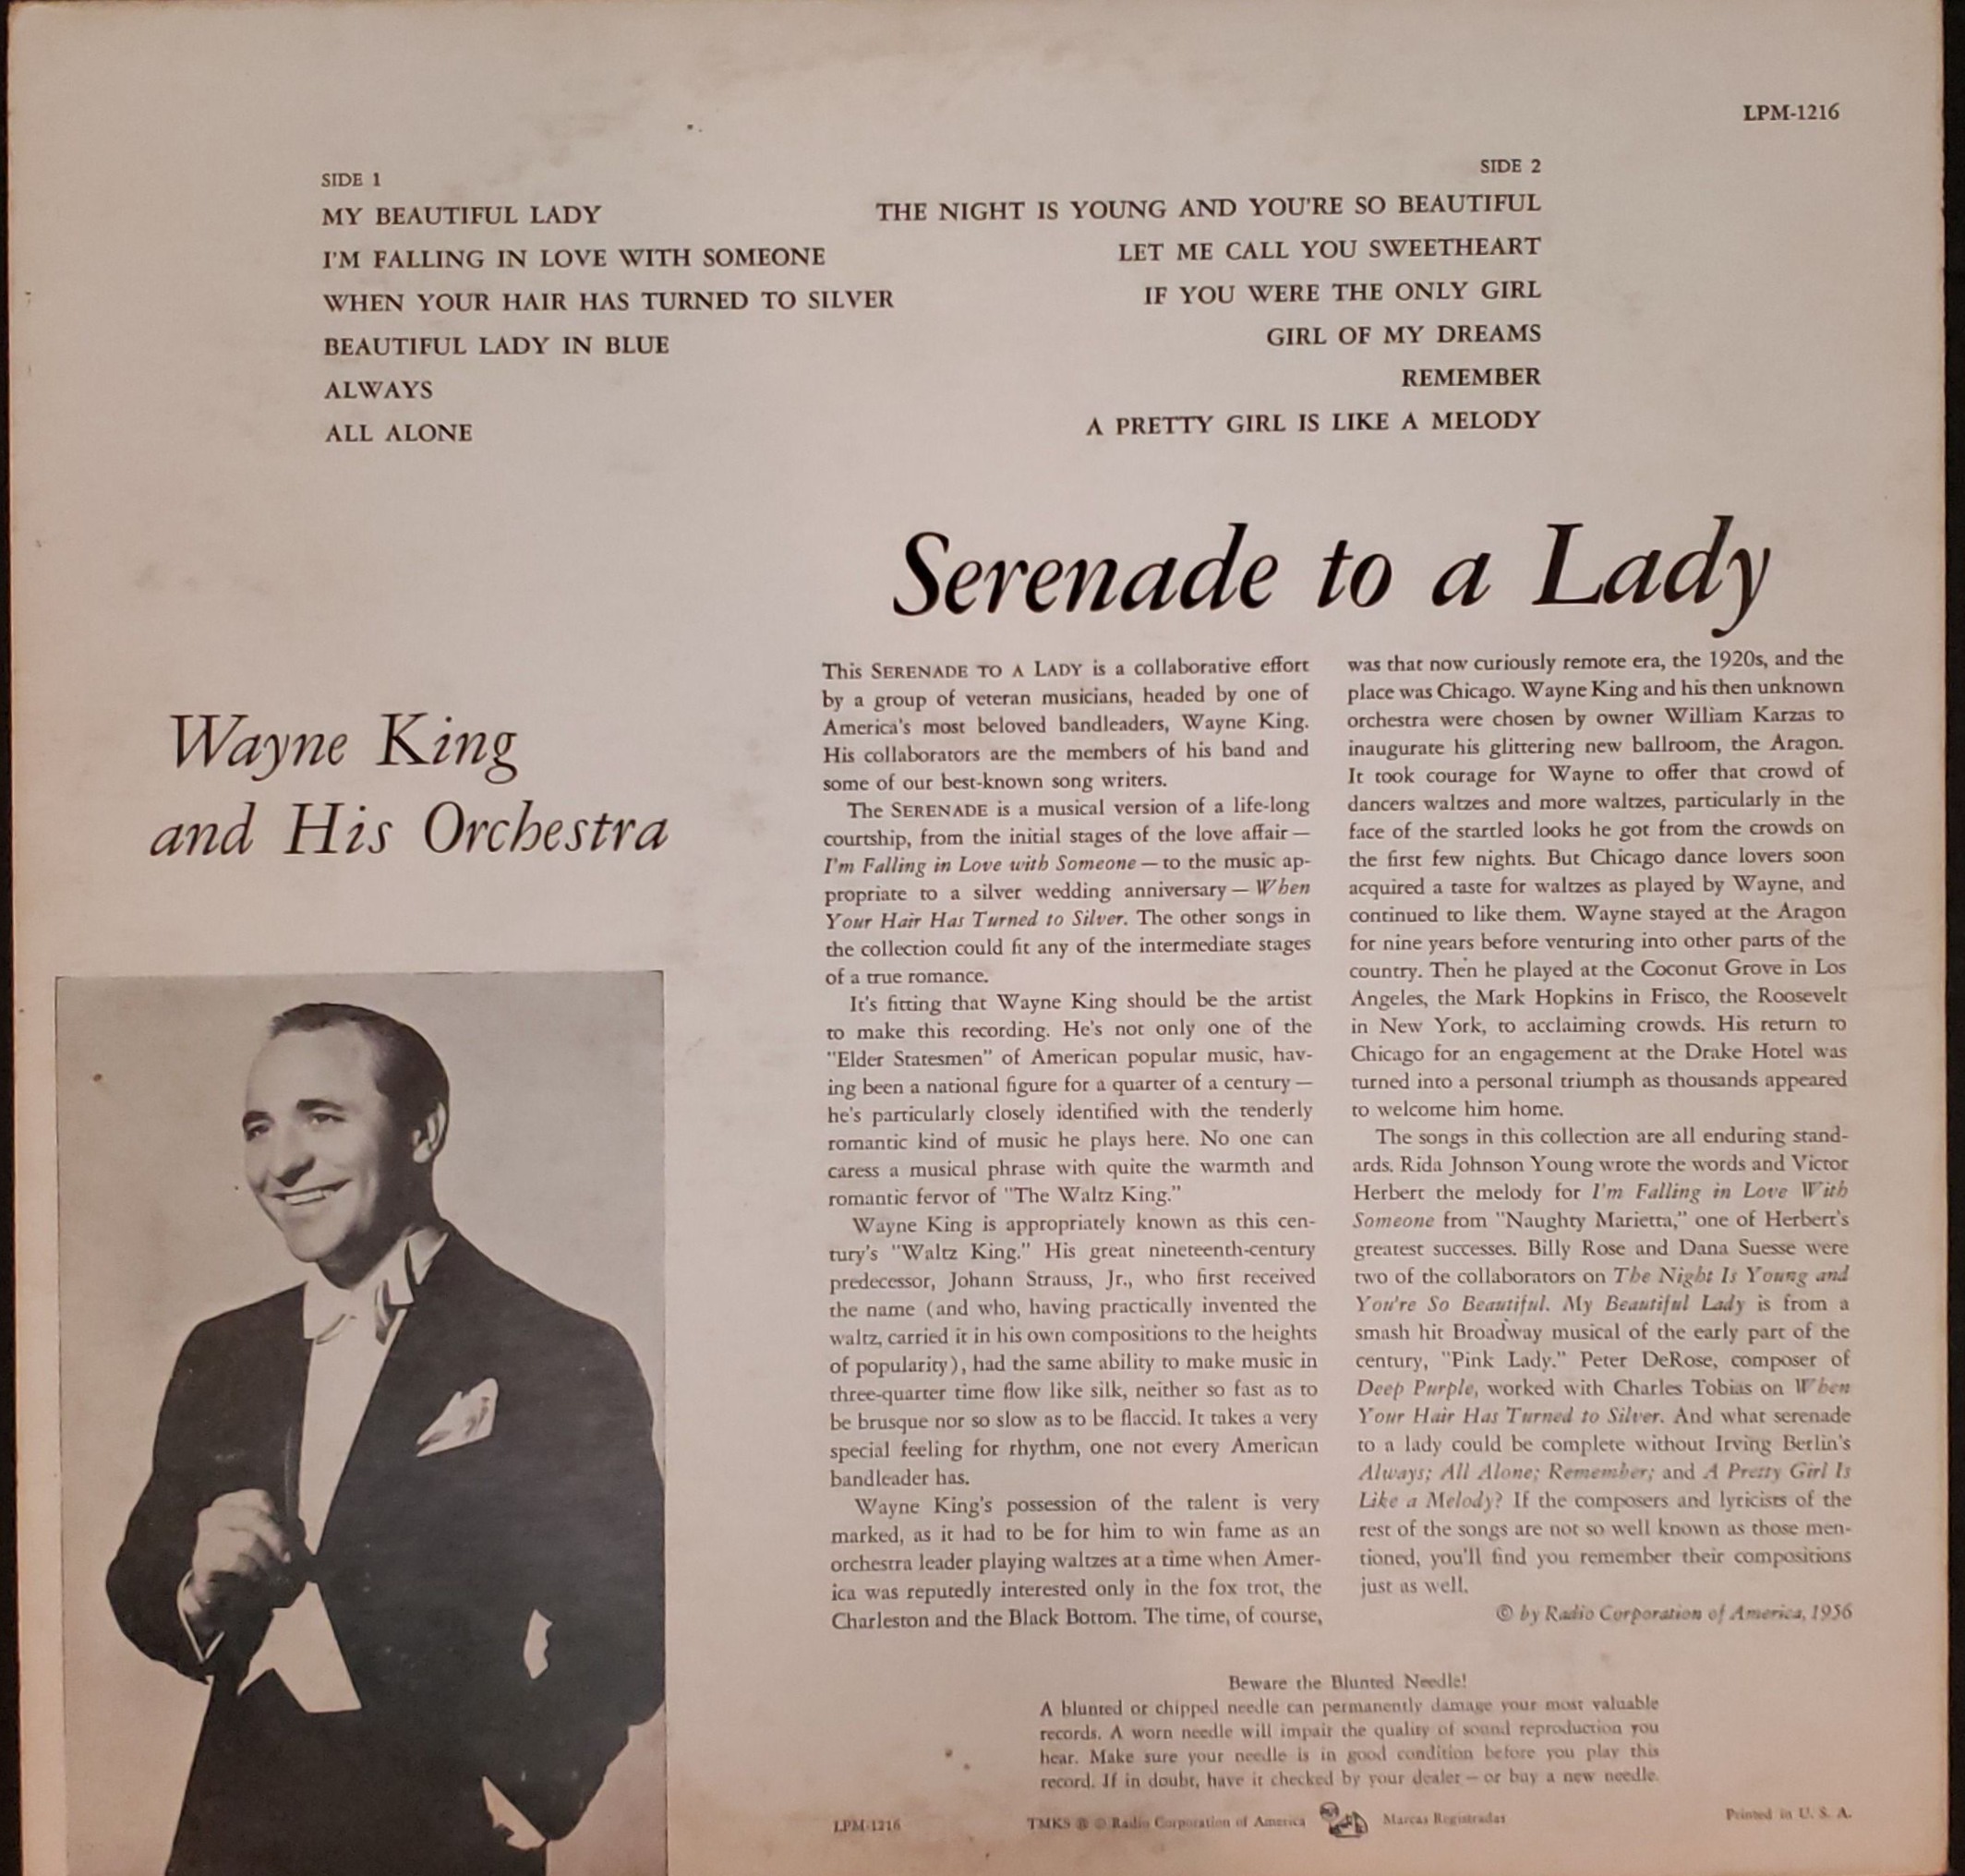 LPM-1216
SIDE 1
MY BEAUTIFUL LADY
I'M FALLING IN LOVE WITH SOMEONE
WHEN YOUR HAIR HAS TURNED TO SILVER
BEAUTIFUL LADY IN BLUE
ALWAYS
ALL ALONE
SIDE 2
THE NIGHT IS YOUNG AND YOU'RE SO BEAUTIFUL
LET ME CALL YOU SWEETHEART
IF YOU WERE THE ONLY GIRL
GIRL OF MY DREAMS
REMEMBER
A PRETTY GIRL IS LIKE A MELODY
Serenade to a Lady
Wayne King
and His Orchestra
This SERENADE TO A LADY is a collaborative effort
by a group of veteran musicians, headed by one of
America's most beloved bandleaders, Wayne King.
His collaborators are the members of his band and
some of our best-known song writers.
The SERENADE is a musical version of a life-long
courtship, from the initial stages of the love affair —
I'm Falling in Love with Someone — to the music ap-
propriate to a silver wedding anniversary — When
Your Hair Has Turned to Silver. The other songs in
the collection could fit any of the intermediate stages
of a true romance.
It's fitting that Wayne King should be the artist
to make this recording. He's not only one of the
"Elder Statesmen" of American popular music, hav-
ing been a national figure for a quarter of a century —
he's particularly closely identified with the tenderly
romantic kind of music he plays here. No one can
caress a musical phrase with quite the warmth and
romantic fervor of "The Waltz King."
Wayne King is appropriately known as this cen-
tury's "Waltz King." His great nineteenth-century
predecessor, Johann Strauss, Jr., who first received
the name (and who, having practically invented the
waltz, carried it in his own compositions to the heights
of popularity), had the same ability to make music in
three-quarter time flow like silk, neither so fast as to
be brusque nor so slow as to be flaccid. It takes a very
special feeling for rhythm, one not every American
bandleader has.
Wayne King's possession of the talent is very
marked, as it had to be for him to win fame as an
orchestra leader playing waltzes at a time when Amer-
ica was reputedly interested only in the fox trot, the
Charleston and the Black Bottom. The time, of course,
was that now curiously remote era, the 1920s, and the
place was Chicago. Wayne King and his then unknown
orchestra were chosen by owner William Karzas to
inaugurate his glittering new ballroom, the Aragon.
It took courage for Wayne to offer that crowd of
dancers waltzes and more waltzes, particularly in the
face of the startled looks he got from the crowds on
the first few nights. But Chicago dance lovers soon
acquired a taste for waltzes as played by Wayne, and
continued to like them. Wayne stayed at the Aragon
for nine years before venturing into other parts of the
country. Then he played at the Coconut Grove in Los
Angeles, the Mark Hopkins in Frisco, the Roosevelt
in New York, to acclaiming crowds. His return to
Chicago for an engagement at the Drake Hotel was
turned into a personal triumph as thousands appeared
to welcome him home.
The songs in this collection are all enduring stand-
ards. Rida Johnson Young wrote the words and Victor
Herbert the melody for I'm Falling in Love With
Someone from "Naughty Marietta," one of Herbert's
greatest successes. Billy Rose and Dana Suesse were
two of the collaborators on The Night Is Young and
You're So Beautiful. My Beautiful Lady is from a
smash hit Broadway musical of the early part of the
century, "Pink Lady." Peter DeRose, composer of
Deep Purple, worked with Charles Tobias on When
Your Hair Has Turned to Silver. And what serenade
to a lady could be complete without Irving Berlin's
Always; All Alone; Remember; and A Pretty Girl Is
Like a Melody? If the composers and lyricists of the
rest of the songs are not so well known as those men-
tioned, you'll find you remember their compositions
just as well.
© by Radio Corporation of America, 1956
Beware the Blunted Needle!
A blunted or chipped needle can permanently damage your most valuable
records. A worn needle will impair the quality of sound reproduction you
hear. Make sure your needle is in good condition before you play this
record. If in doubt, have it checked by your dealer — or buy a new needle.
LPM-1216
TMKS ® © Radio Corporation of America
Marcas Registradas
Printed in U. S. A.